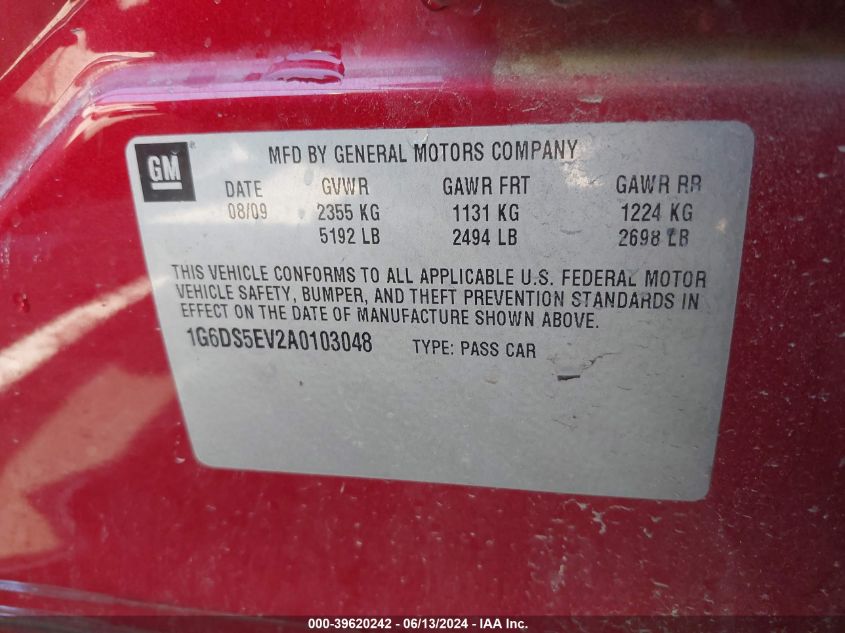 GM
MFD BY GENERAL MOTORS COMPANY
DATE GVWR GAWR FRT GAWR RR
08/09 2355 KG 1131 KG 1224 KG
5192 LB 2494 LB 2698 LB
THIS VEHICLE CONFORMS TO ALL APPLICABLE U.S. FEDERAL MOTOR
VEHICLE SAFETY, BUMPER, AND THEFT PREVENTION STANDARDS IN
EFFECT ON THE DATE OF MANUFACTURE SHOWN ABOVE.
1G6DS5EV2A0103048 TYPE: PASS CAR
000-39620242 - 06/13/2024 - IAA Inc.